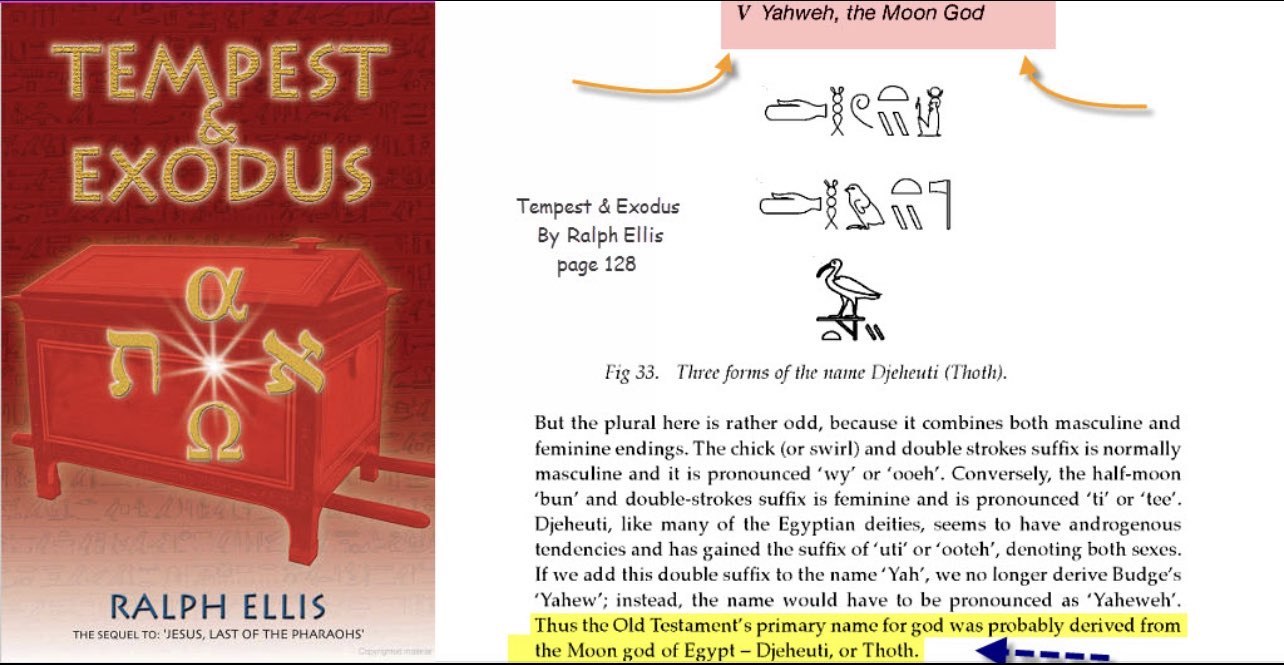 TEMPEST
&
EXODUS
α
ת
א
Ω
RALPH ELLIS
THE SEQUEL TO: 'JESUS, LAST OF THE PHARAOHS'
Copyrighted material
V Yahweh, the Moon God
Tempest & Exodus
By Ralph Ellis
page 128
Fig 33. Three forms of the name Djeheuti (Thoth).
But the plural here is rather odd, because it combines both masculine and
feminine endings. The chick (or swirl) and double strokes suffix is normally
masculine and it is pronounced 'wy' or 'ooeh'. Conversely, the half-moon
'bun' and double-strokes suffix is feminine and is pronounced 'ti' or 'tee'.
Djeheuti, like many of the Egyptian deities, seems to have androgenous
tendencies and has gained the suffix of 'uti' or 'ooteh', denoting both sexes.
If we add this double suffix to the name 'Yah', we no longer derive Budge's
'Yahew'; instead, the name would have to be pronounced as 'Yaheweh'.
Thus the Old Testament's primary name for god was probably derived from
the Moon god of Egypt – Djeheuti, or Thoth.